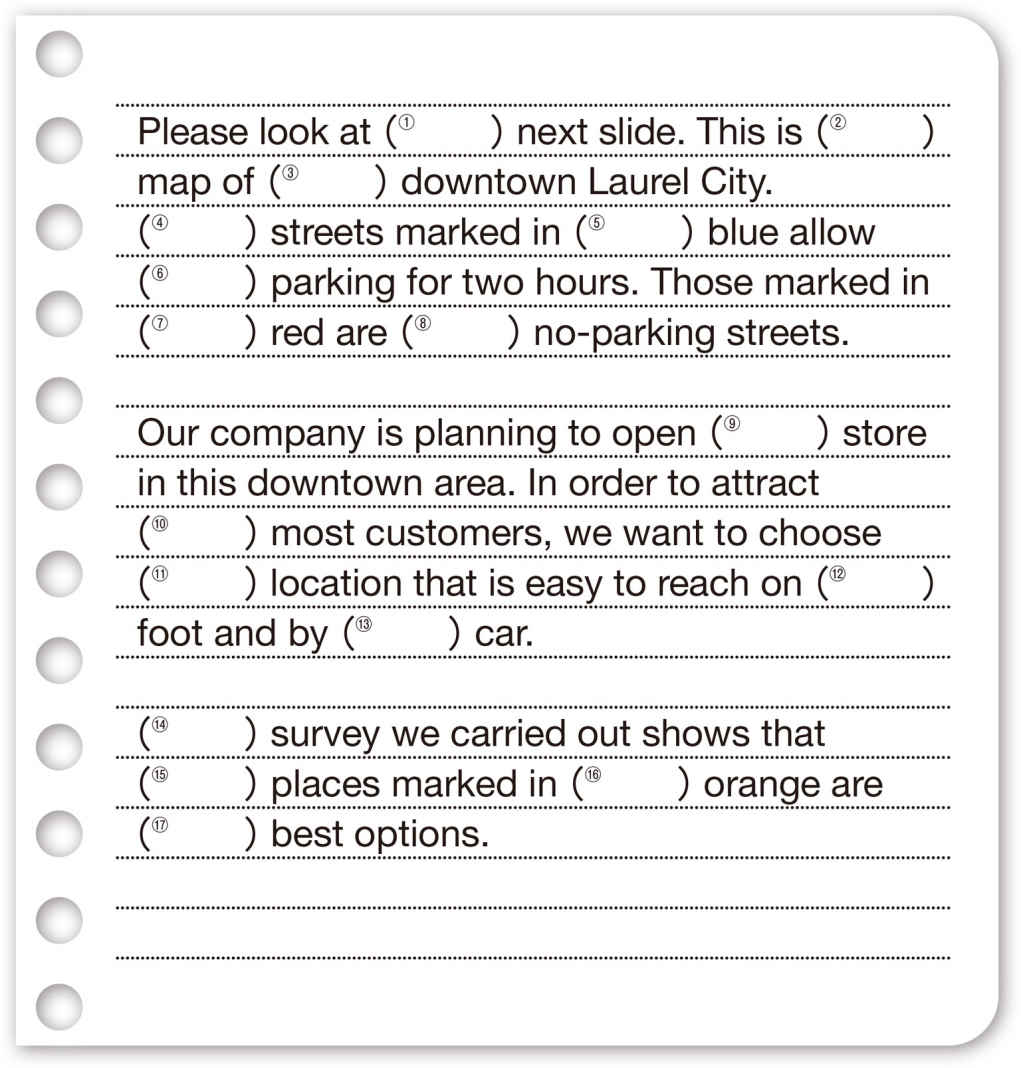 Please look at (① ) next slide. This is (② )
map of (③ ) downtown Laurel City.
(④ ) streets marked in (⑤ ) blue allow
(⑥ ) parking for two hours. Those marked in
(⑦ ) red are (⑧ ) no-parking streets.
Our company is planning to open (⑨ ) store
in this downtown area. In order to attract
(⑩ ) most customers, we want to choose
(⑪ ) location that is easy to reach on (⑫ )
foot and by (⑬ ) car.
(⑭ ) survey we carried out shows that
(⑮ ) places marked in (⑯ ) orange are
(⑰ ) best options.